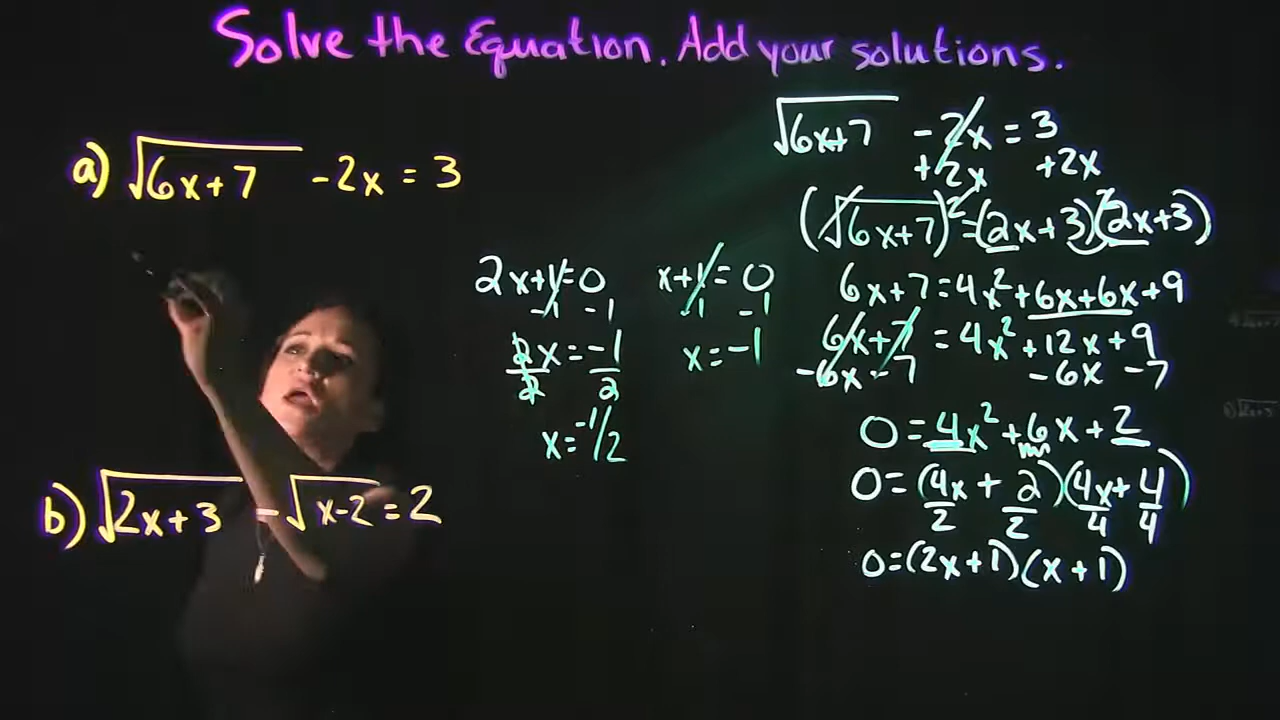 Solve the Equation. Add your solutions.
a) √6x+7 -2x = 3
b) √2x+3 - √x-2 = 2
2x+1=0
-1 -1
2x = -1
2 2
x = -1/2
x+1=0
-1 -1
x = -1
√6x+7 -2x = 3
+2x +2x
(√6x+7)² = (2x+3)(2x+3)
6x+7 = 4x²+6x+6x+9
6x+7 = 4x²+12x+9
-6x -7 -6x -7
0 = 4x²+6x+2
0 = (4x + 2)(4x+4)
2 2 4 4
0=(2x+1)(x+1)